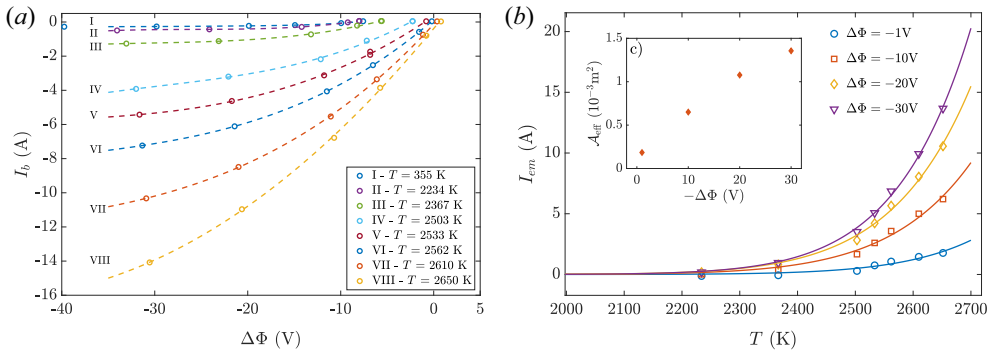 (a)
I
II
III
IV
V
VI
VII
VIII
0
−2
−4
−6
−8
−10
−12
−14
−16
I_b (A)
−40 −30 −20 −10 0 5
ΔΦ (V)
I - T = 355 K
II - T = 2234 K
III - T = 2367 K
IV - T = 2503 K
V - T = 2533 K
VI - T = 2562 K
VII - T = 2610 K
VIII - T = 2650 K
(b)
20
15
10
5
0
I_em (A)
2000 2100 2200 2300 2400 2500 2600 2700
T (K)
c)
1.5
1
0.5
0
𝒜_eff (10⁻³m²)
0 10 20 30
−ΔΦ (V)
ΔΦ = −1V
ΔΦ = −10V
ΔΦ = −20V
ΔΦ = −30V